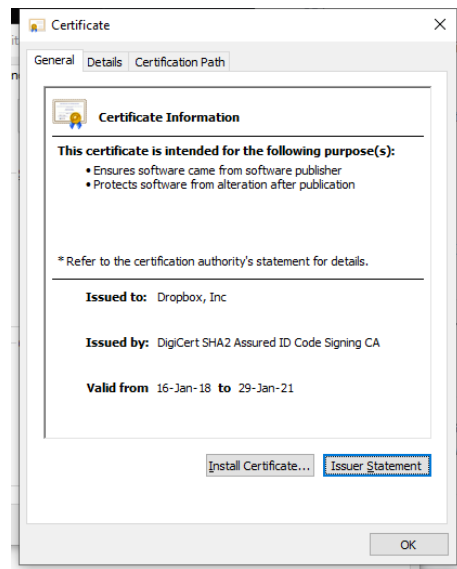 Certificate
General Details Certification Path
Certificate Information
This certificate is intended for the following purpose(s):
• Ensures software came from software publisher
• Protects software from alteration after publication
* Refer to the certification authority's statement for details.
Issued to: Dropbox, Inc
Issued by: DigiCert SHA2 Assured ID Code Signing CA
Valid from 16-Jan-18 to 29-Jan-21
Install Certificate... Issuer Statement
OK